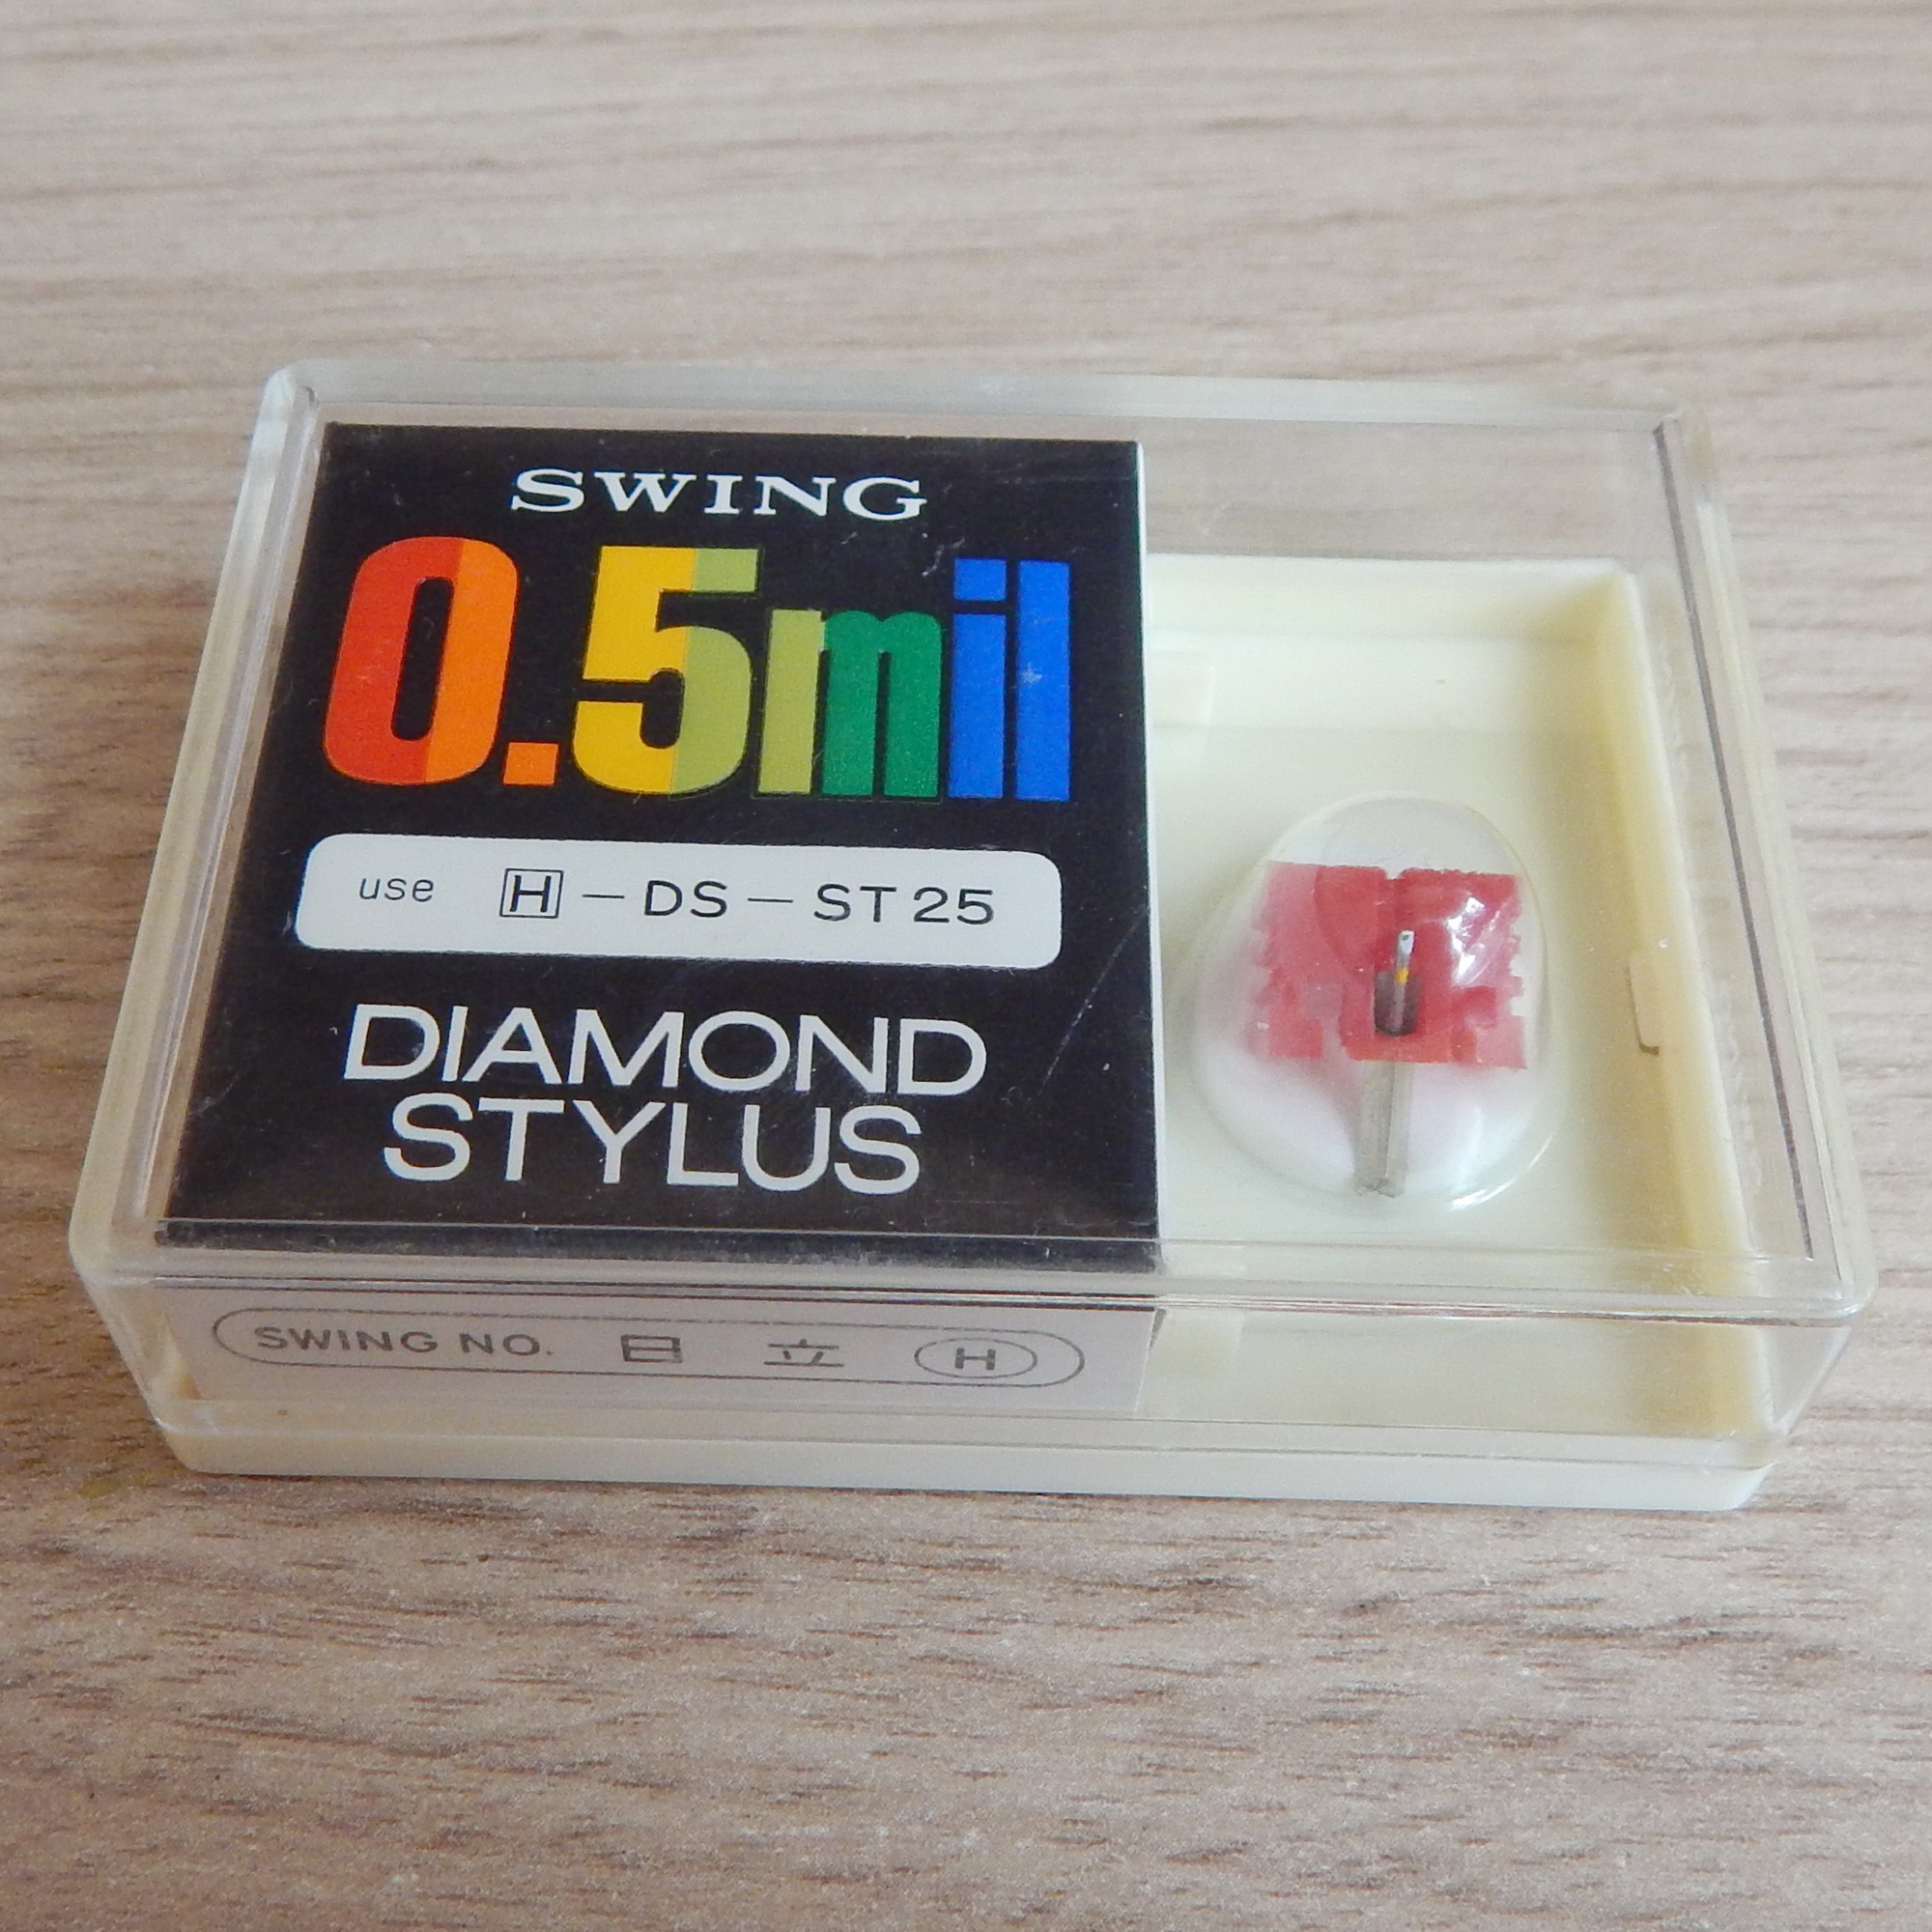 SWING
0.5mil
use H-DS-ST25
DIAMOND
STYLUS
SWING NO. 日 立 H